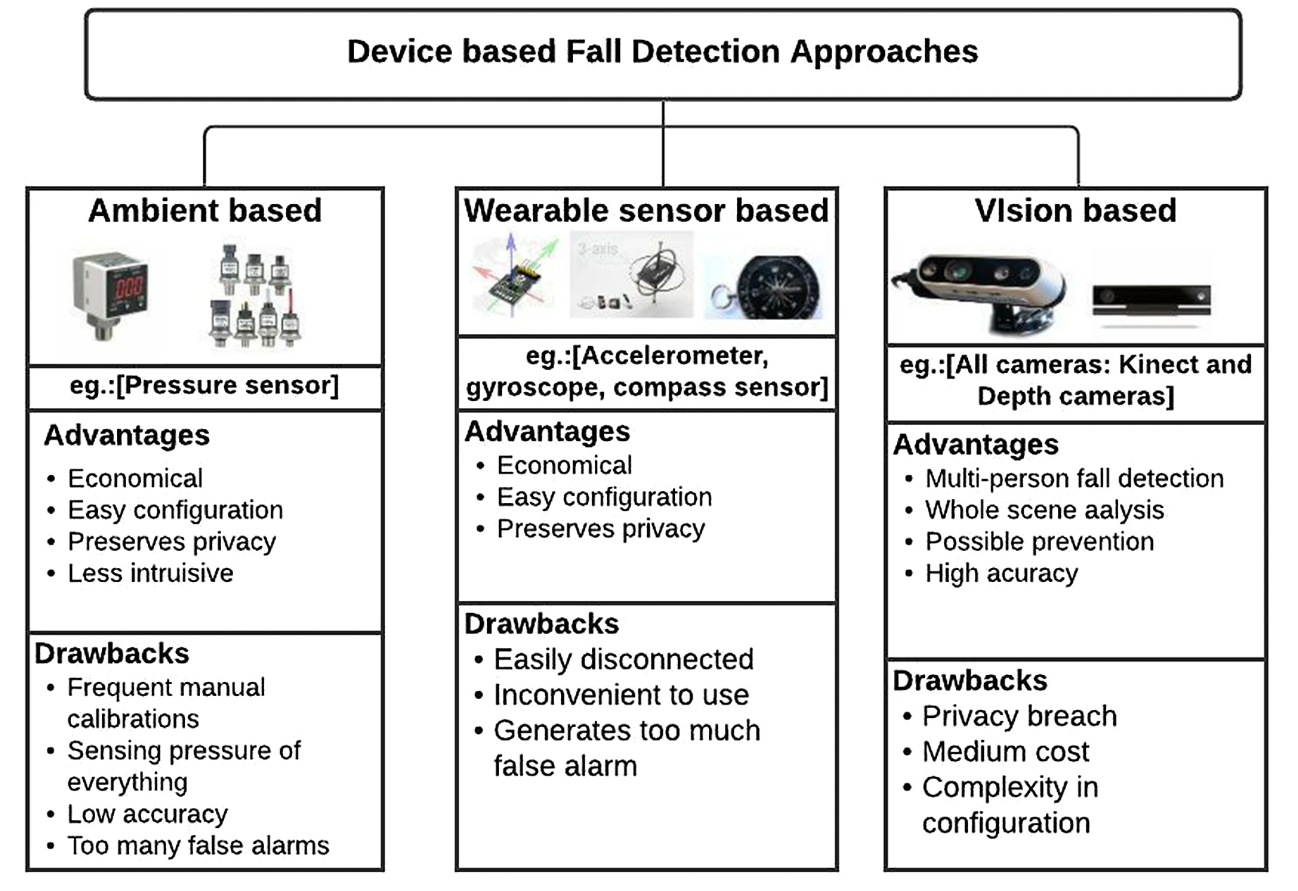 Device based Fall Detection Approaches
Ambient based
000
eg.:[Pressure sensor]
Advantages
• Economical
• Easy configuration
• Preserves privacy
• Less intruisive
Drawbacks
• Frequent manual
calibrations
• Sensing pressure of
everything
• Low accuracy
• Too many false alarms
Wearable sensor based
3-axis
eg.:[Accelerometer,
gyroscope, compass sensor]
Advantages
• Economical
• Easy configuration
• Preserves privacy
Drawbacks
• Easily disconnected
• Inconvenient to use
• Generates too much
false alarm
VIsion based
eg.:[All cameras: Kinect and
Depth cameras]
Advantages
• Multi-person fall detection
• Whole scene aalysis
• Possible prevention
• High acuracy
Drawbacks
• Privacy breach
• Medium cost
• Complexity in
configuration